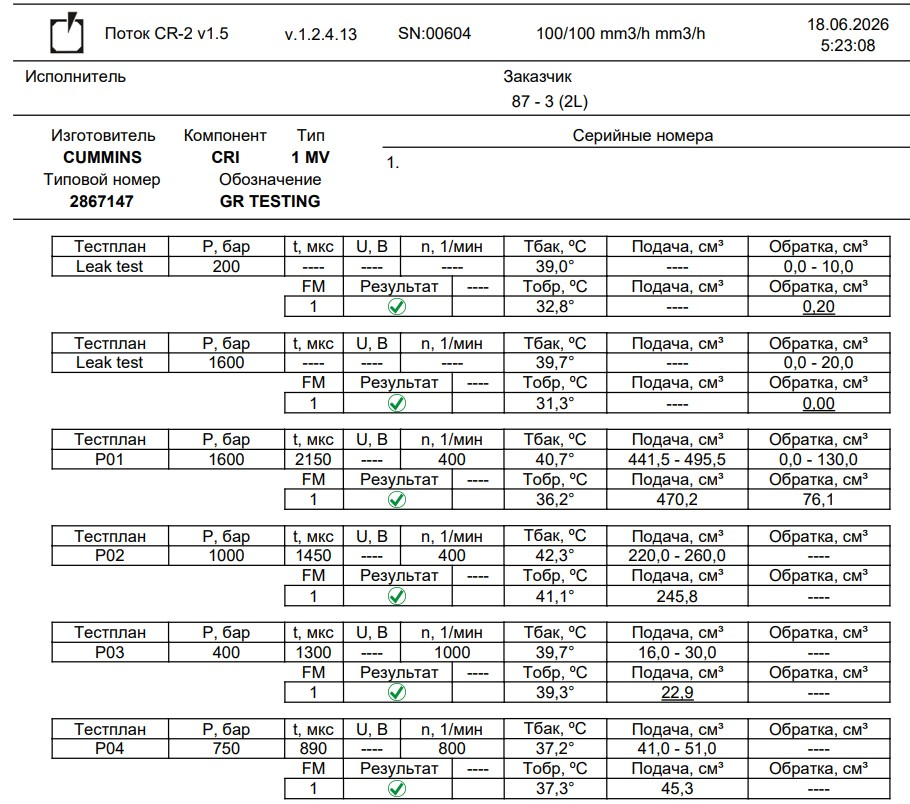 Поток CR-2 v1.5 v.1.2.4.13 SN:00604 100/100 mm3/h mm3/h 18.06.2026
5:23:08
Исполнитель Заказчик
87 - 3 (2L)
Изготовитель Компонент Тип Серийные номера
CUMMINS CRI 1 MV 1.
Типовой номер Обозначение
2867147 GR TESTING
Тестплан P, бар t, мкс U, В n, 1/мин Тбак, ºC Подача, см³ Обратка, см³
Leak test 200 ---- ---- ---- 39,0° ---- 0,0 - 10,0
FM Результат ---- Тобр, ºC Подача, см³ Обратка, см³
1 32,8° ---- 0,20
Тестплан P, бар t, мкс U, В n, 1/мин Тбак, ºC Подача, см³ Обратка, см³
Leak test 1600 ---- ---- ---- 39,7° ---- 0,0 - 20,0
FM Результат ---- Тобр, ºC Подача, см³ Обратка, см³
1 31,3° ---- 0,00
Тестплан P, бар t, мкс U, В n, 1/мин Тбак, ºC Подача, см³ Обратка, см³
P01 1600 2150 ---- 400 40,7° 441,5 - 495,5 0,0 - 130,0
FM Результат ---- Тобр, ºC Подача, см³ Обратка, см³
1 36,2° 470,2 76,1
Тестплан P, бар t, мкс U, В n, 1/мин Тбак, ºC Подача, см³ Обратка, см³
P02 1000 1450 ---- 400 42,3° 220,0 - 260,0 ----
FM Результат ---- Тобр, ºC Подача, см³ Обратка, см³
1 41,1° 245,8 ----
Тестплан P, бар t, мкс U, В n, 1/мин Тбак, ºC Подача, см³ Обратка, см³
P03 400 1300 ---- 1000 39,7° 16,0 - 30,0 ----
FM Результат ---- Тобр, ºC Подача, см³ Обратка, см³
1 39,3° 22,9 ----
Тестплан P, бар t, мкс U, В n, 1/мин Тбак, ºC Подача, см³ Обратка, см³
P04 750 890 ---- 800 37,2° 41,0 - 51,0 ----
FM Результат ---- Тобр, ºC Подача, см³ Обратка, см³
1 37,3° 45,3 ----